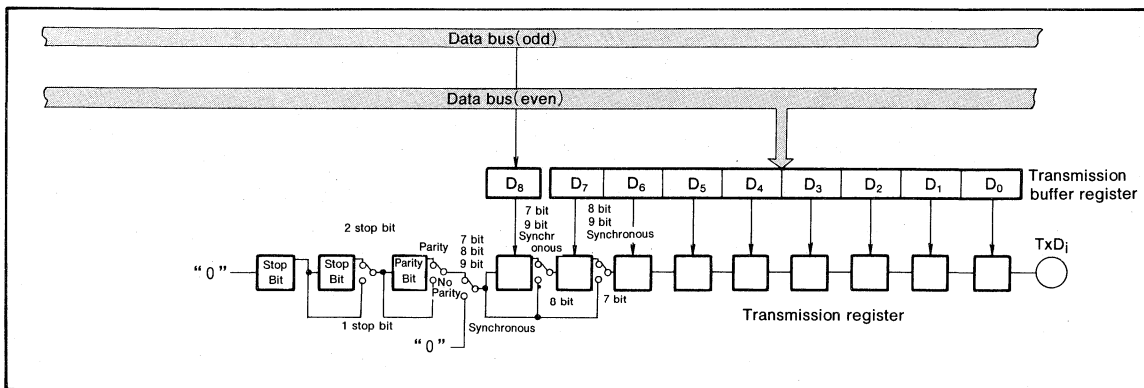 Data bus(odd)
Data bus(even)
D8 D7 D6 D5 D4 D3 D2 D1 D0
Transmission
buffer register
7 bit
9 bit
Synchr
onous
8 bit
9 bit
Synchronous
2 stop bit
Parity
7 bit
8 bit
9 bit
TxDi
"0"
Stop
Bit
Stop
Bit
Parity
Bit
No
Parity
8 bit
7 bit
1 stop bit
Synchronous
"0"
Transmission register